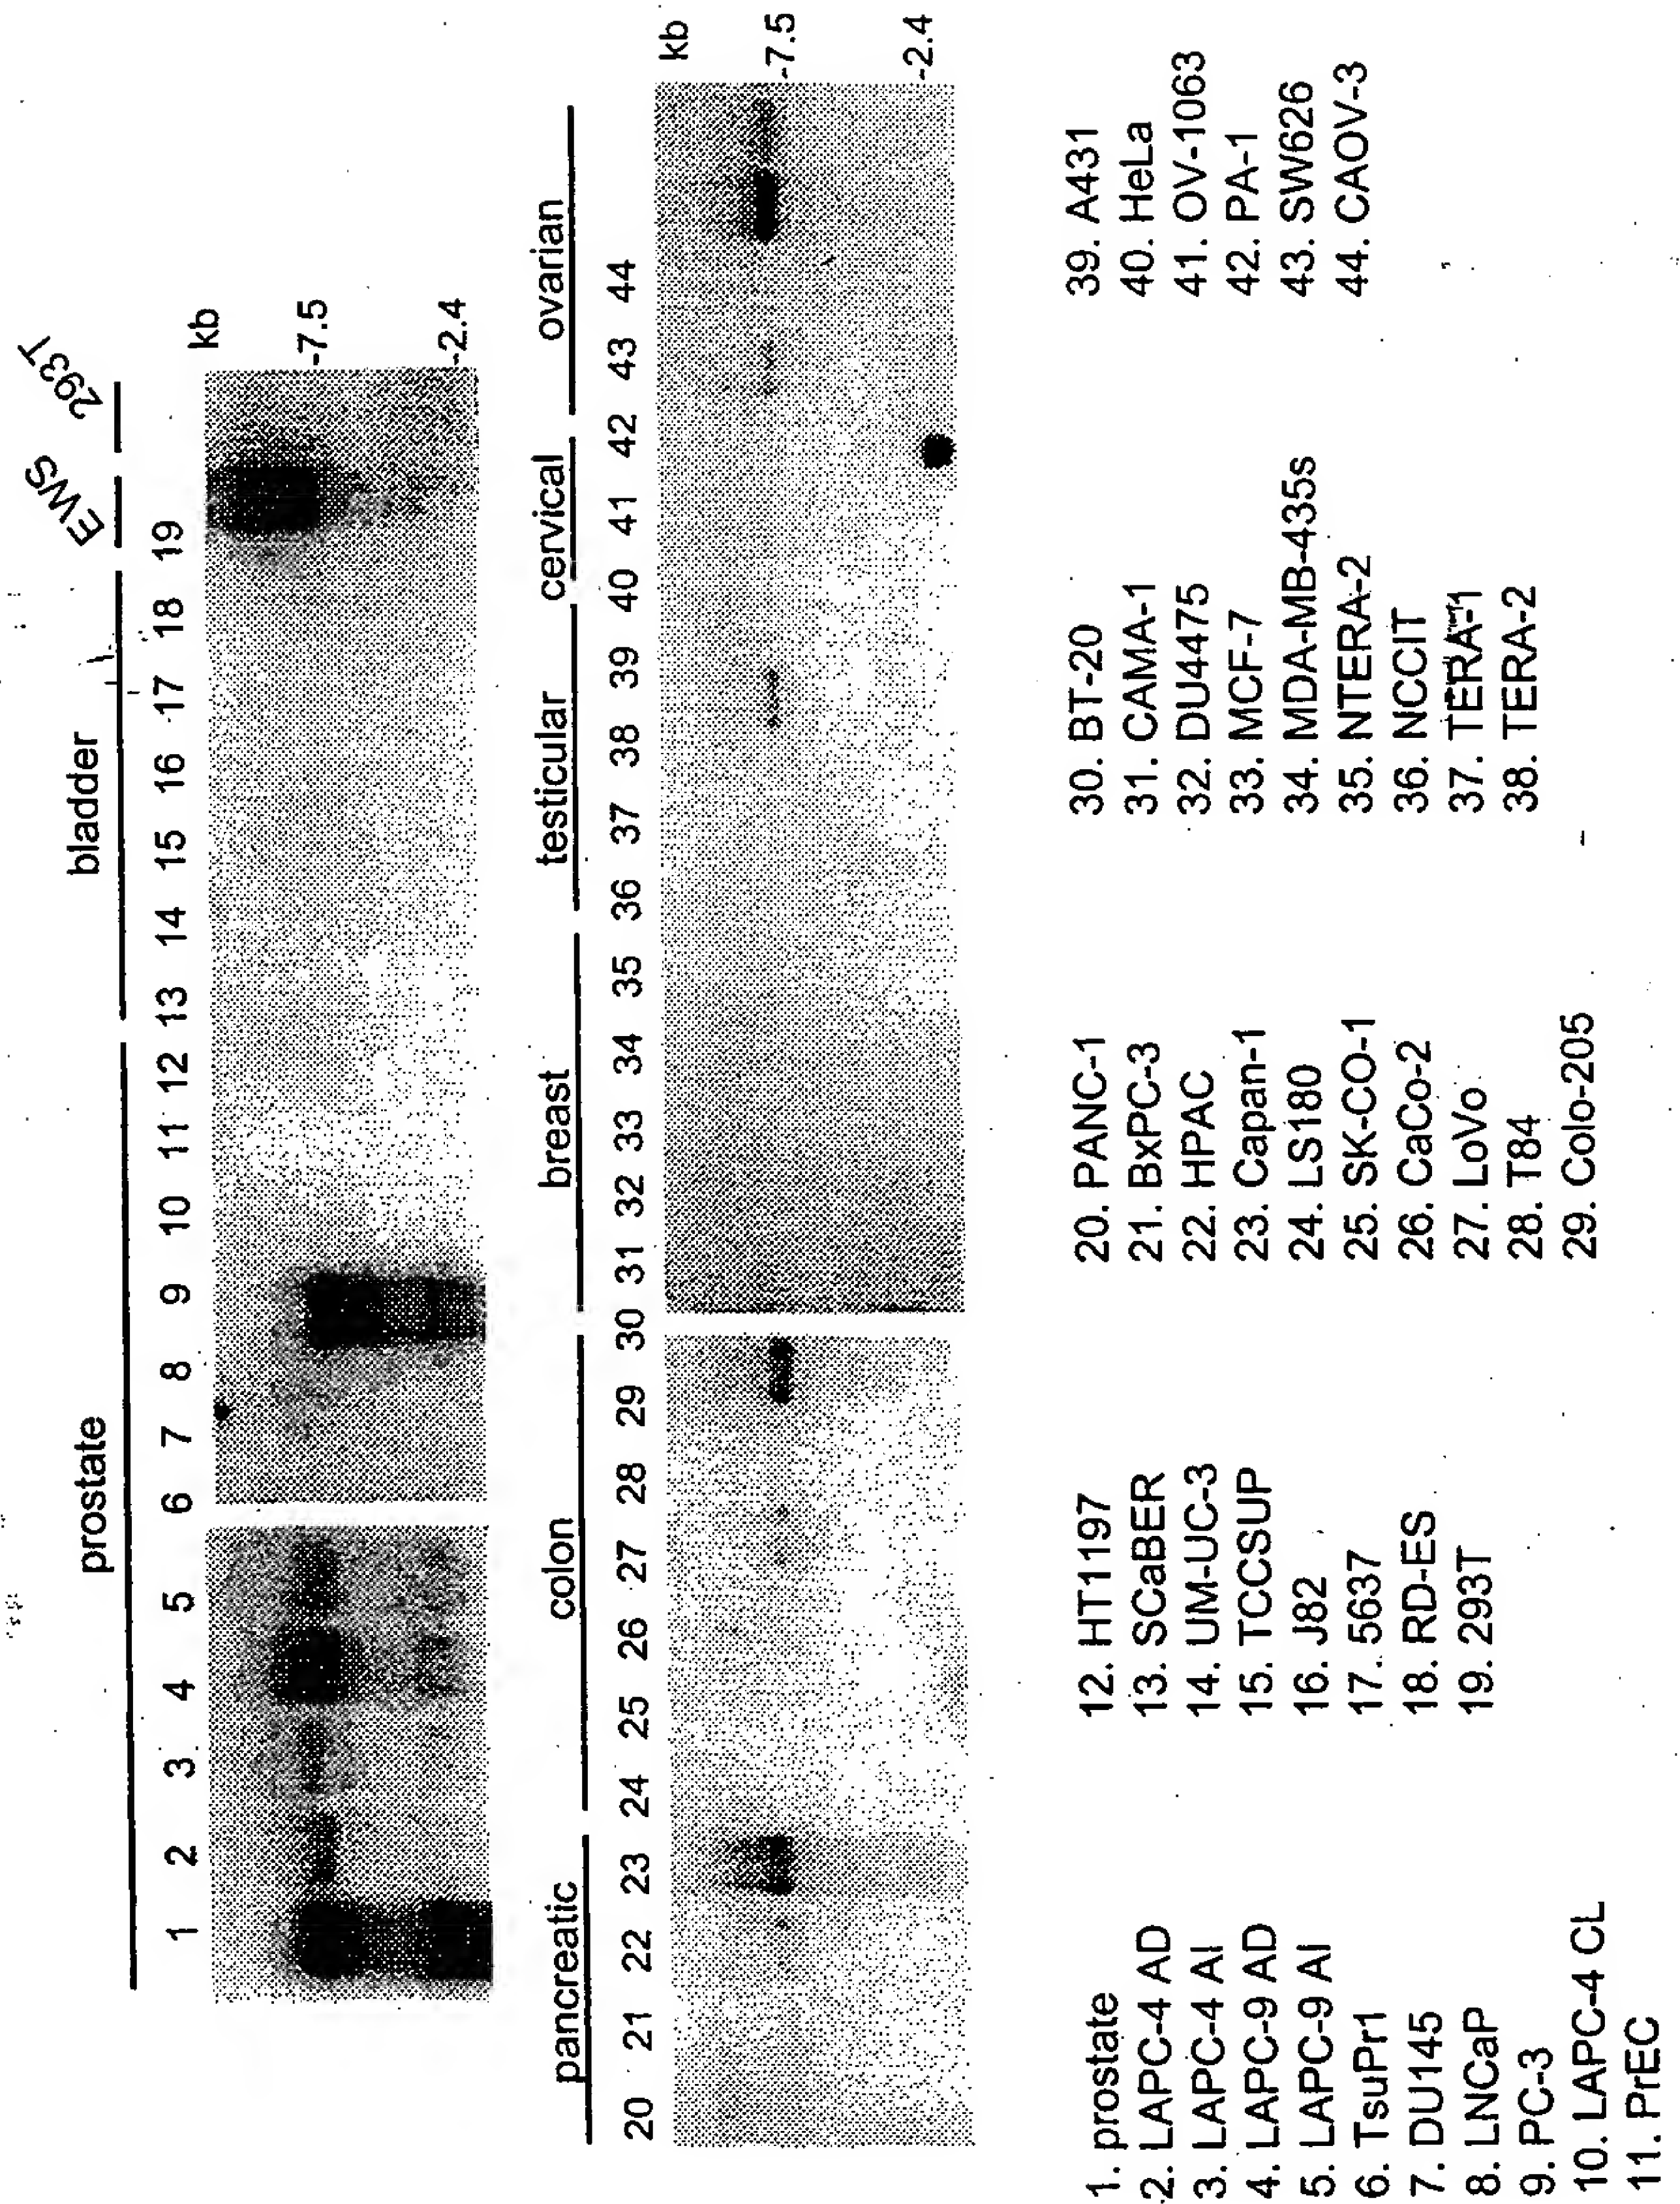 prostate bladder EWS 293T
1 2 3 4 5 6 7 8 9 10 11 12 13 14 15 16 17 18 19
kb
-7.5
-2.4
pancreatic colon breast testicular cervical ovarian
20 21 22 23 24 25 26 27 28 29 30 31 32 33 34 35 36 37 38 39 40 41 42 43 44
kb
-7.5
-2.4
1. prostate
2. LAPC-4 AD
3. LAPC-4 AI
4. LAPC-9 AD
5. LAPC-9 AI
6. TsuPr1
7. DU145
8. LNCaP
9. PC-3
10. LAPC-4 CL
11. PrEC
12. HT1197
13. SCaBER
14. UM-UC-3
15. TCCSUP
16. J82
17. 5637
18. RD-ES
19. 293T
20. PANC-1
21. BxPC-3
22. HPAC
23. Capan-1
24. LS180
25. SK-CO-1
26. CaCo-2
27. LoVo
28. T84
29. Colo-205
30. BT-20
31. CAMA-1
32. DU4475
33. MCF-7
34. MDA-MB-435s
35. NTERA-2
36. NCCIT
37. TERA-1
38. TERA-2
39. A431
40. HeLa
41. OV-1063
42. PA-1
43. SW626
44. CAOV-3